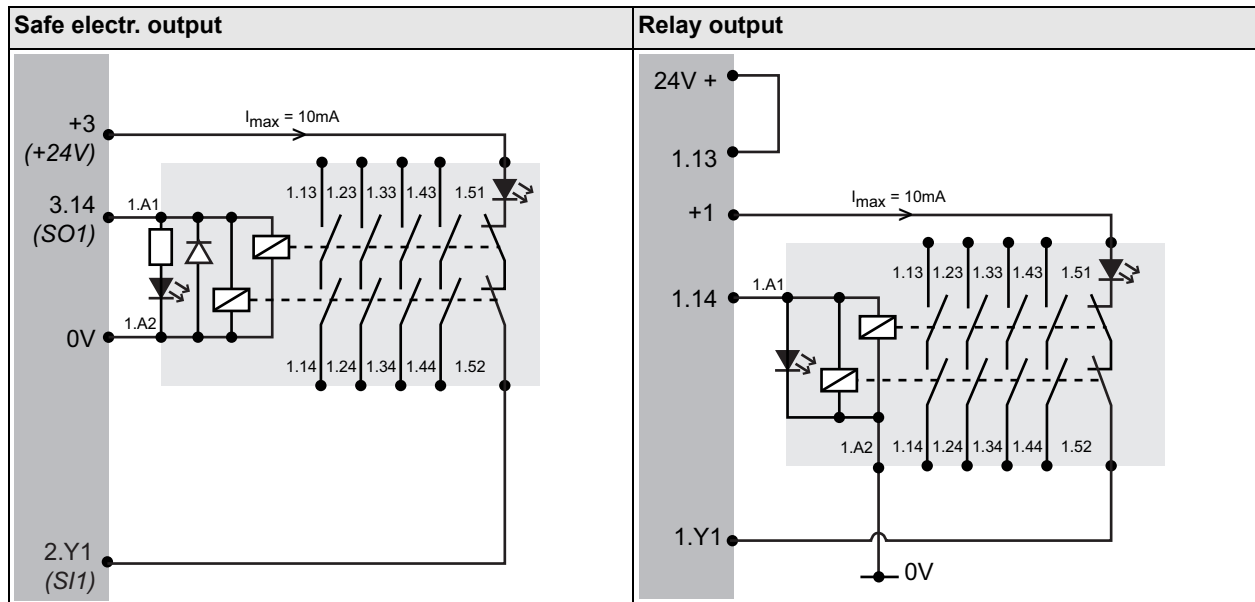 Safe electr. output
+3
(+24V)
I_max = 10mA
3.14
(SO1)
1.A1
1.13 1.23 1.33 1.43 1.51
1.A2
0V
1.14 1.24 1.34 1.44 1.52
2.Y1
(SI1)
Relay output
24V +
1.13
+1
I_max = 10mA
1.13 1.23 1.33 1.43 1.51
1.14
1.A1
1.A2
1.14 1.24 1.34 1.44 1.52
1.Y1
0V